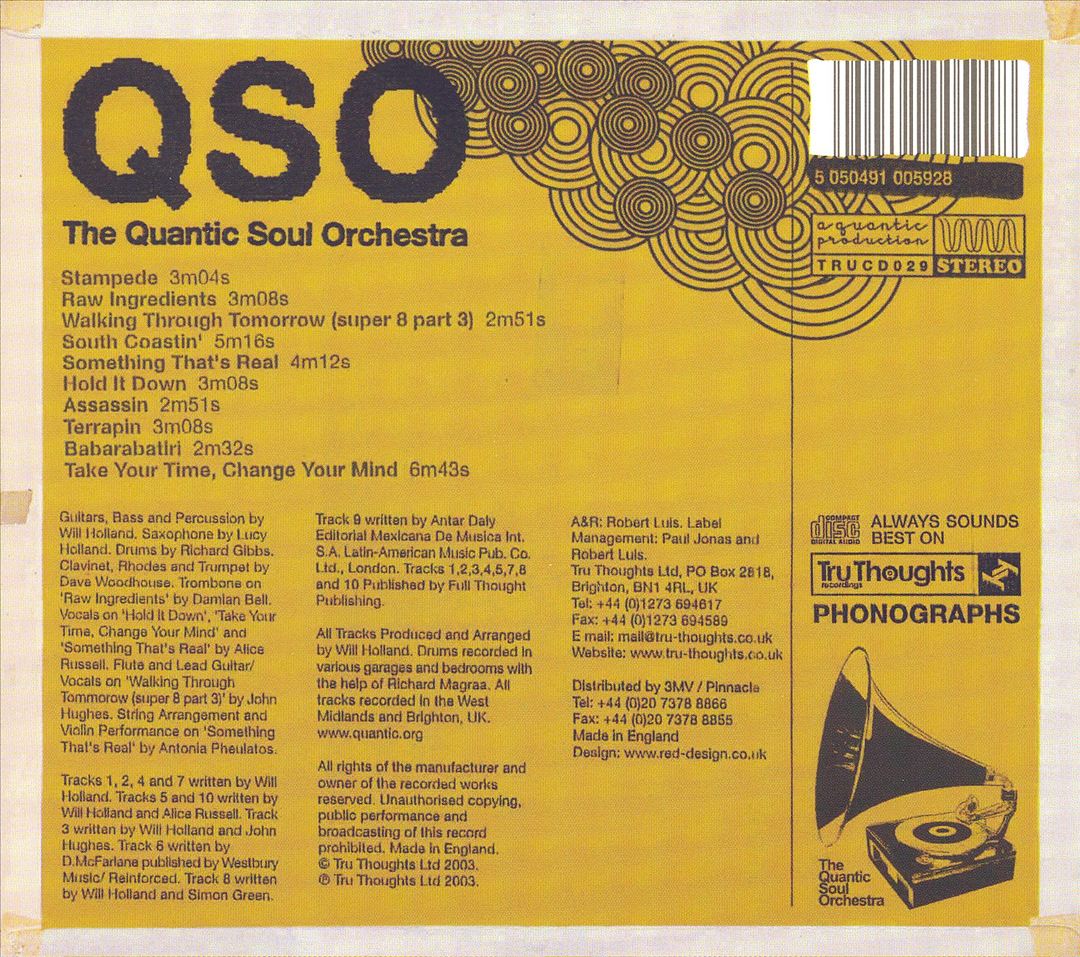 QSO
The Quantic Soul Orchestra
Stampede 3m04s
Raw Ingredients 3m08s
Walking Through Tomorrow (super 8 part 3) 2m51s
South Coastin' 5m16s
Something That's Real 4m12s
Hold It Down 3m08s
Assassin 2m51s
Terrapin 3m08s
Babarabatiri 2m32s
Take Your Time, Change Your Mind 6m43s
Guitars, Bass and Percussion by
Will Holland. Saxophone by Lucy
Holland. Drums by Richard Gibbs.
Clavinet, Rhodes and Trumpet by
Dave Woodhouse. Trombone on
'Raw Ingredients' by Damian Bell.
Vocals on 'Hold It Down', 'Take Your
Time, Change Your Mind' and
'Something That's Real' by Alice
Russell. Flute and Lead Guitar/
Vocals on 'Walking Through
Tommorow (super 8 part 3)' by John
Hughes. String Arrangement and
Violin Performance on 'Something
That's Real' by Antonia Pheulatos.
Tracks 1, 2, 4 and 7 written by Will
Holland. Tracks 5 and 10 written by
Will Holland and Alice Russell. Track
3 written by Will Holland and John
Hughes. Track 6 written by
D.McFarlane published by Westbury
Music/ Reinforced. Track 8 written
by Will Holland and Simon Green.
Track 9 written by Antar Daly
Editorial Mexicana De Musica Int.
S.A. Latin-American Music Pub. Co.
Ltd., London. Tracks 1,2,3,4,5,7,8
and 10 Published by Full Thought
Publishing.
All Tracks Produced and Arranged
by Will Holland. Drums recorded in
various garages and bedrooms with
the help of Richard Magraa. All
tracks recorded in the West
Midlands and Brighton, UK.
www.quantic.org
All rights of the manufacturer and
owner of the recorded works
reserved. Unauthorised copying,
public performance and
broadcasting of this record
prohibited. Made in England.
© Tru Thoughts Ltd 2003.
℗ Tru Thoughts Ltd 2003.
A&R: Robert Luis. Label
Management: Paul Jonas and
Robert Luis.
Tru Thoughts Ltd, PO Box 2818,
Brighton, BN1 4RL, UK
Tel: +44 (0)1273 694617
Fax: +44 (0)1273 694589
E mail: mail@tru-thoughts.co.uk
Website: www.tru-thoughts.co.uk
Distributed by 3MV / Pinnacle
Tel: +44 (0)20 7378 8866
Fax: +44 (0)20 7378 8855
Made in England
Design: www.red-design.co.uk
5 050491 005928
a quantic
production
TRUCD029 STEREO
COMPACT
disc
DIGITAL AUDIO
ALWAYS SOUNDS
BEST ON
Tru Thoughts
recordings
PHONOGRAPHS
The
Quantic
Soul
Orchestra